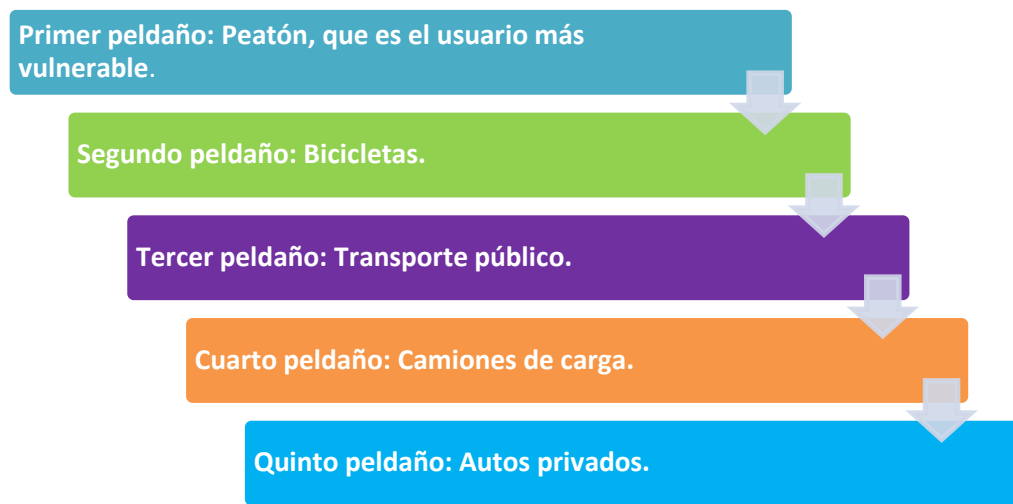 Primer peldaño: Peatón, que es el usuario más
vulnerable.
Segundo peldaño: Bicicletas.
Tercer peldaño: Transporte público.
Cuarto peldaño: Camiones de carga.
Quinto peldaño: Autos privados.